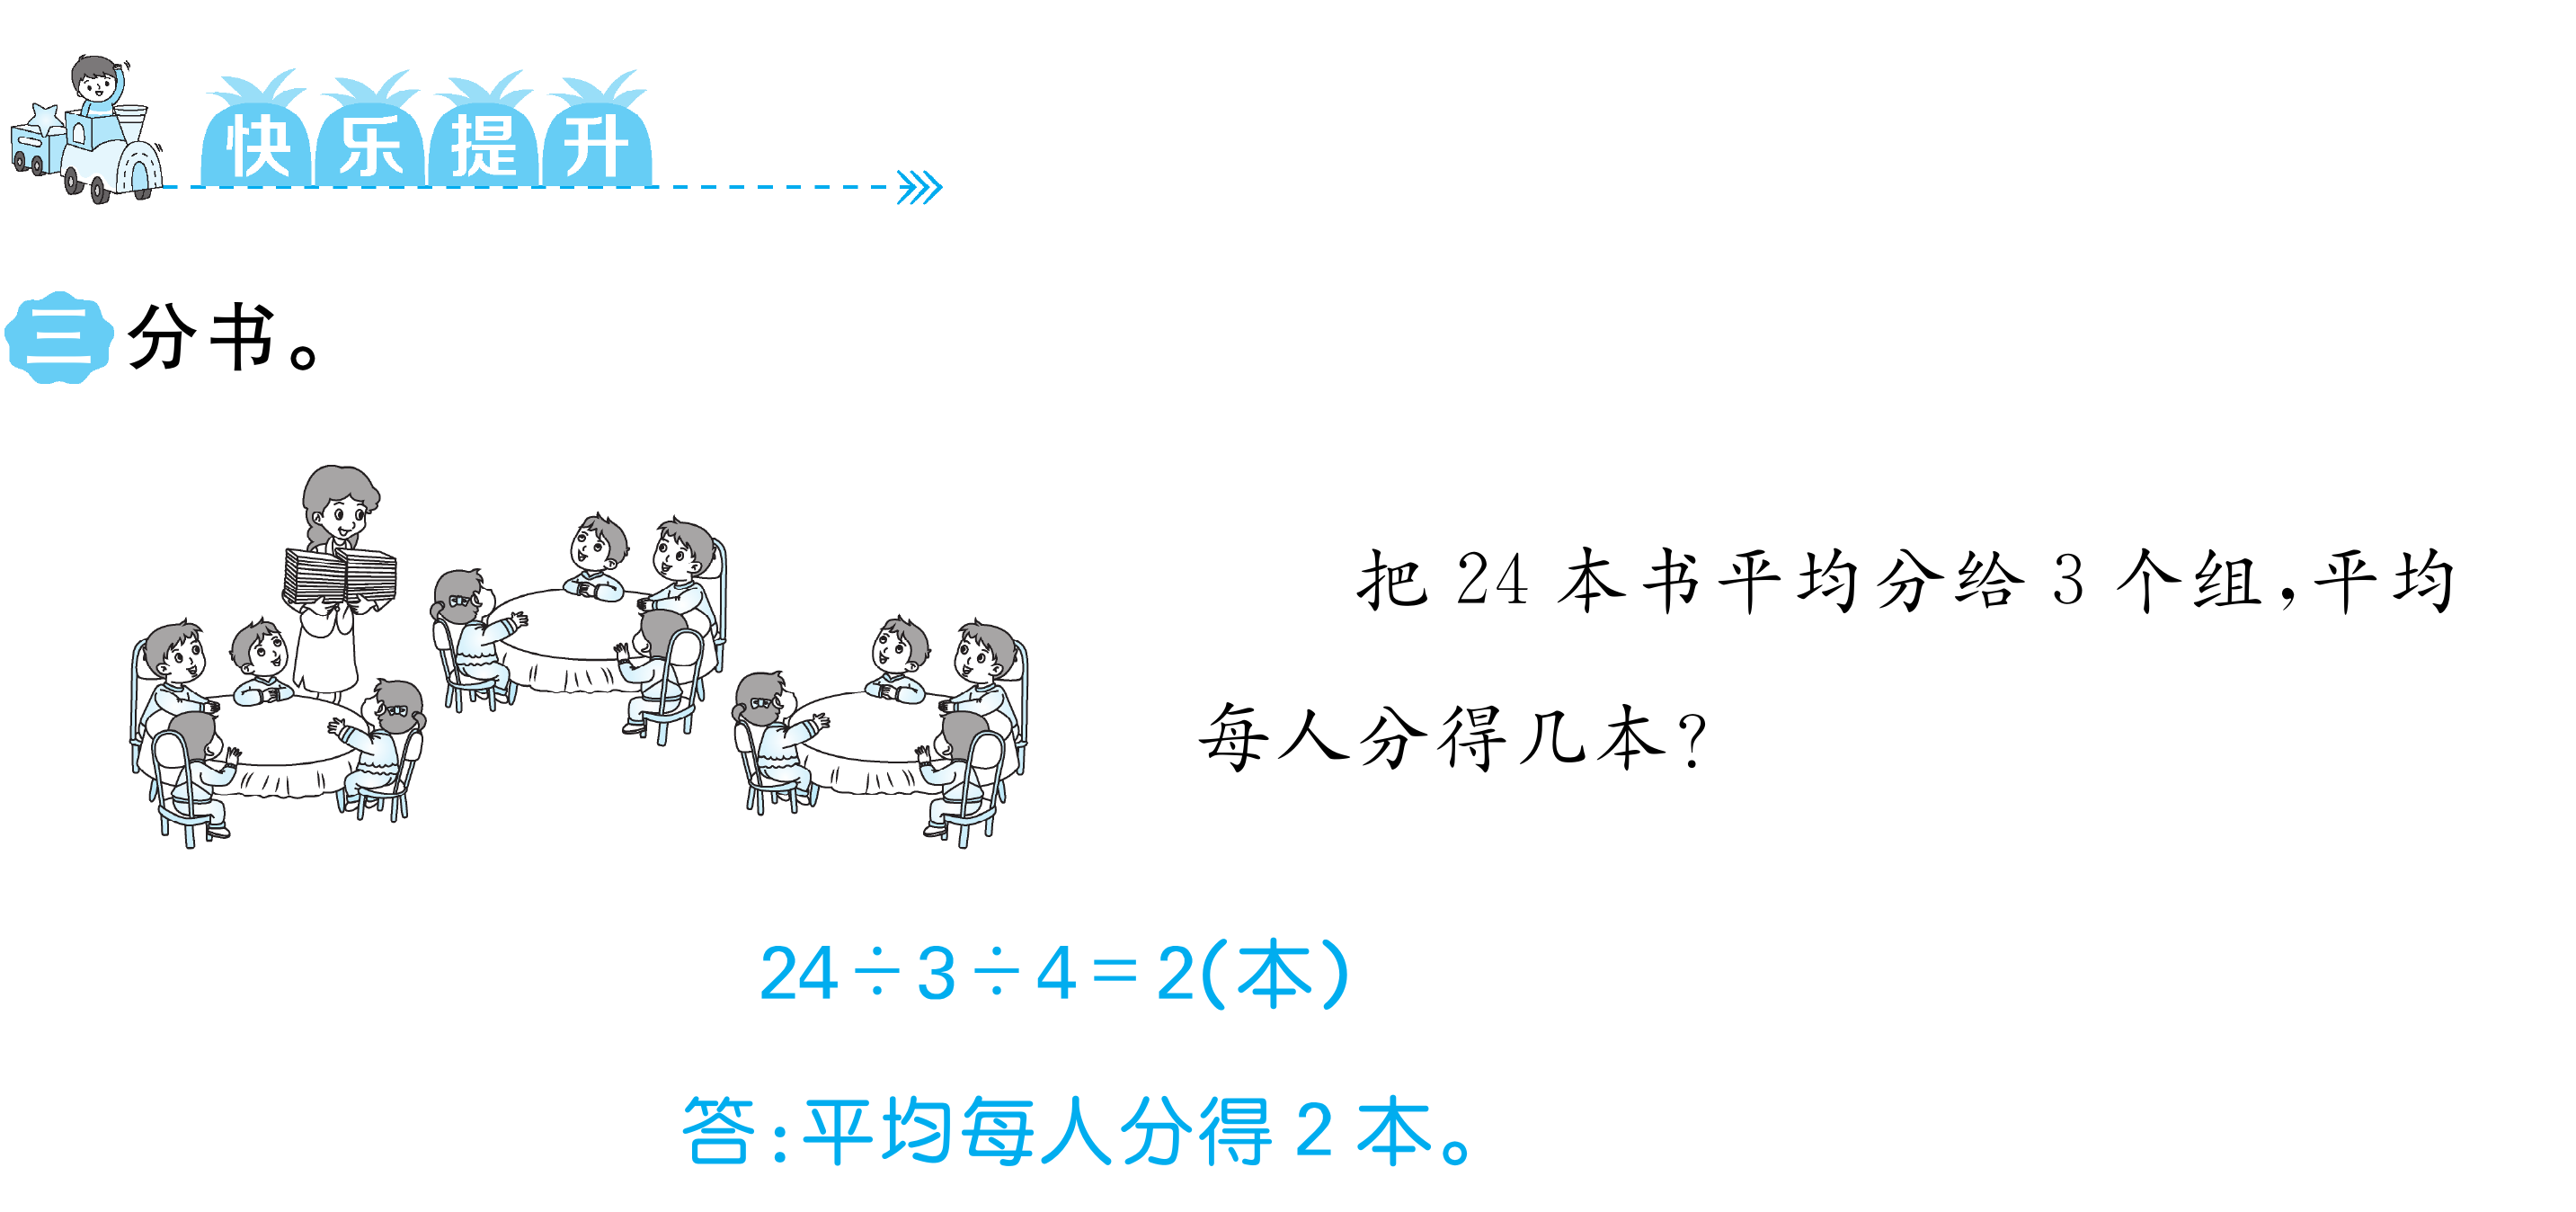 快乐提升
三 分书。
把 24 本书平均分给 3 个组,平均
每人分得几本?
24÷3÷4=2(本)
答:平均每人分得 2 本。